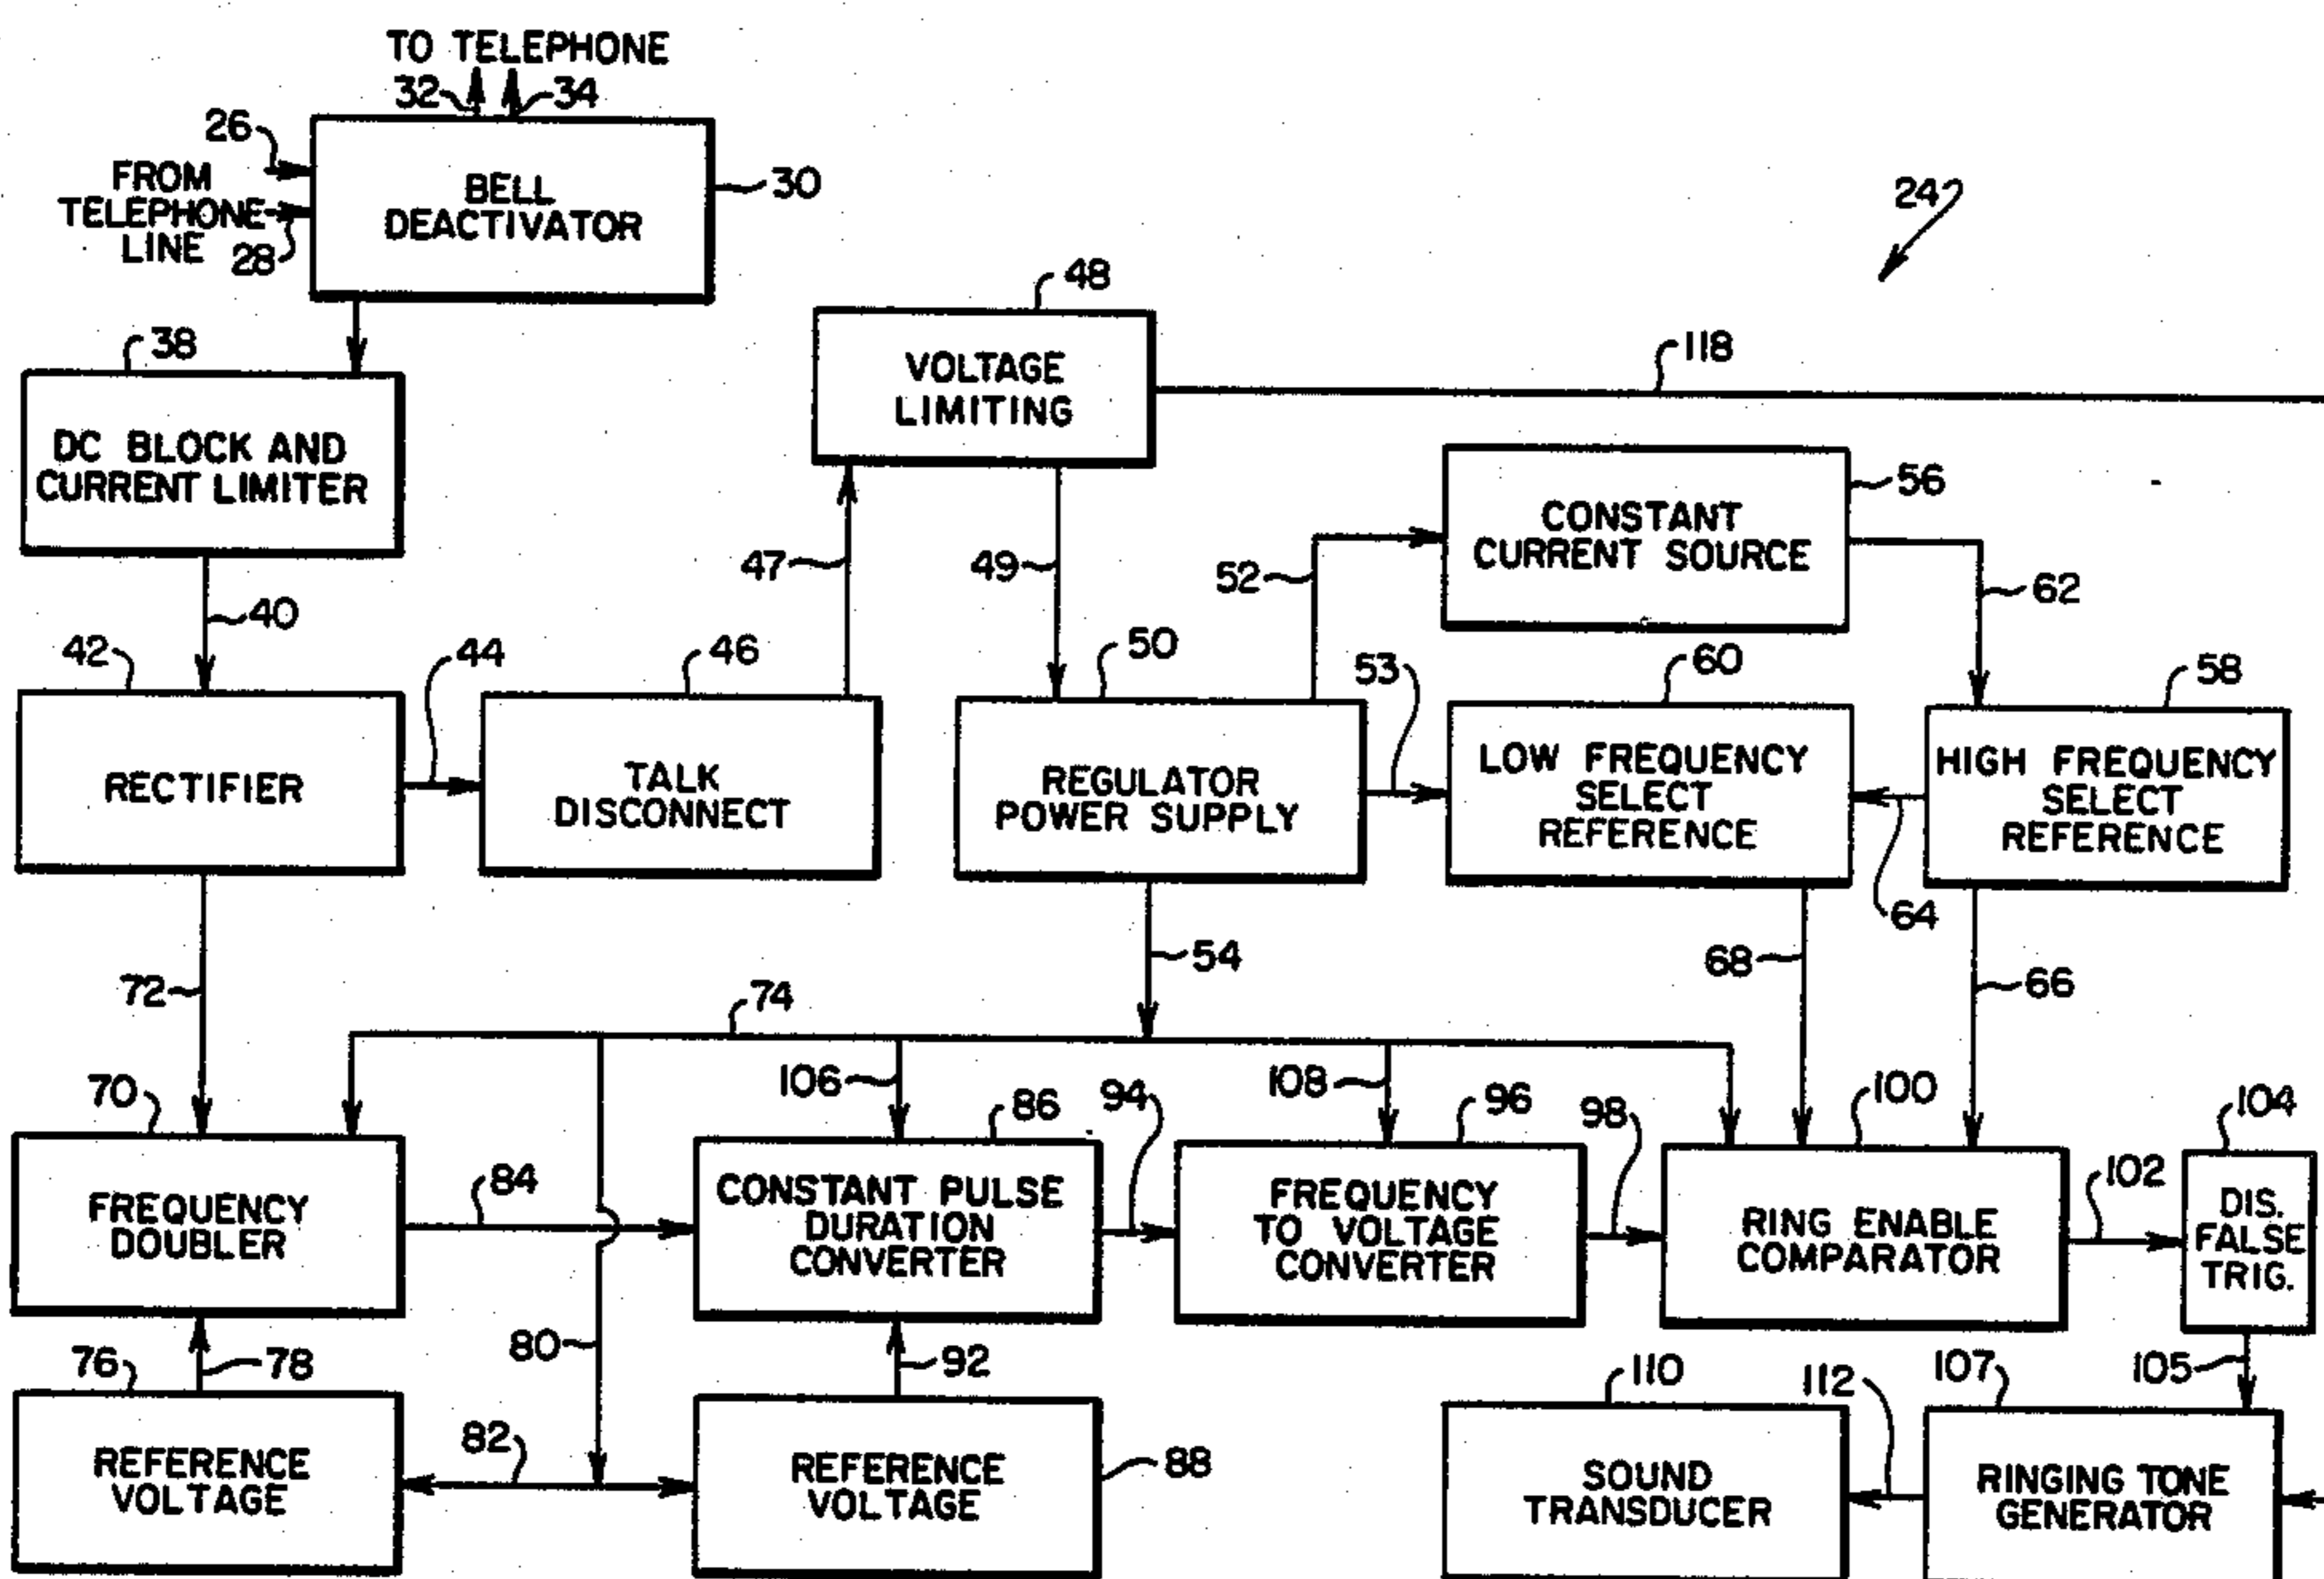 TO TELEPHONE
32
34
26
FROM
TELEPHONE
LINE
28
BELL
DEACTIVATOR
30
24
38
DC BLOCK AND
CURRENT LIMITER
48
VOLTAGE
LIMITING
118
40
47
49
52
CONSTANT
CURRENT SOURCE
56
62
42
RECTIFIER
44
46
TALK
DISCONNECT
50
REGULATOR
POWER SUPPLY
53
60
LOW FREQUENCY
SELECT
REFERENCE
58
HIGH FREQUENCY
SELECT
REFERENCE
64
72
74
54
68
66
70
FREQUENCY
DOUBLER
84
106
86
CONSTANT PULSE
DURATION
CONVERTER
94
108
96
FREQUENCY
TO VOLTAGE
CONVERTER
98
100
RING ENABLE
COMPARATOR
102
104
DIS.
FALSE
TRIG.
76
78
80
92
110
112
107
105
REFERENCE
VOLTAGE
82
REFERENCE
VOLTAGE
88
SOUND
TRANSDUCER
RINGING TONE
GENERATOR